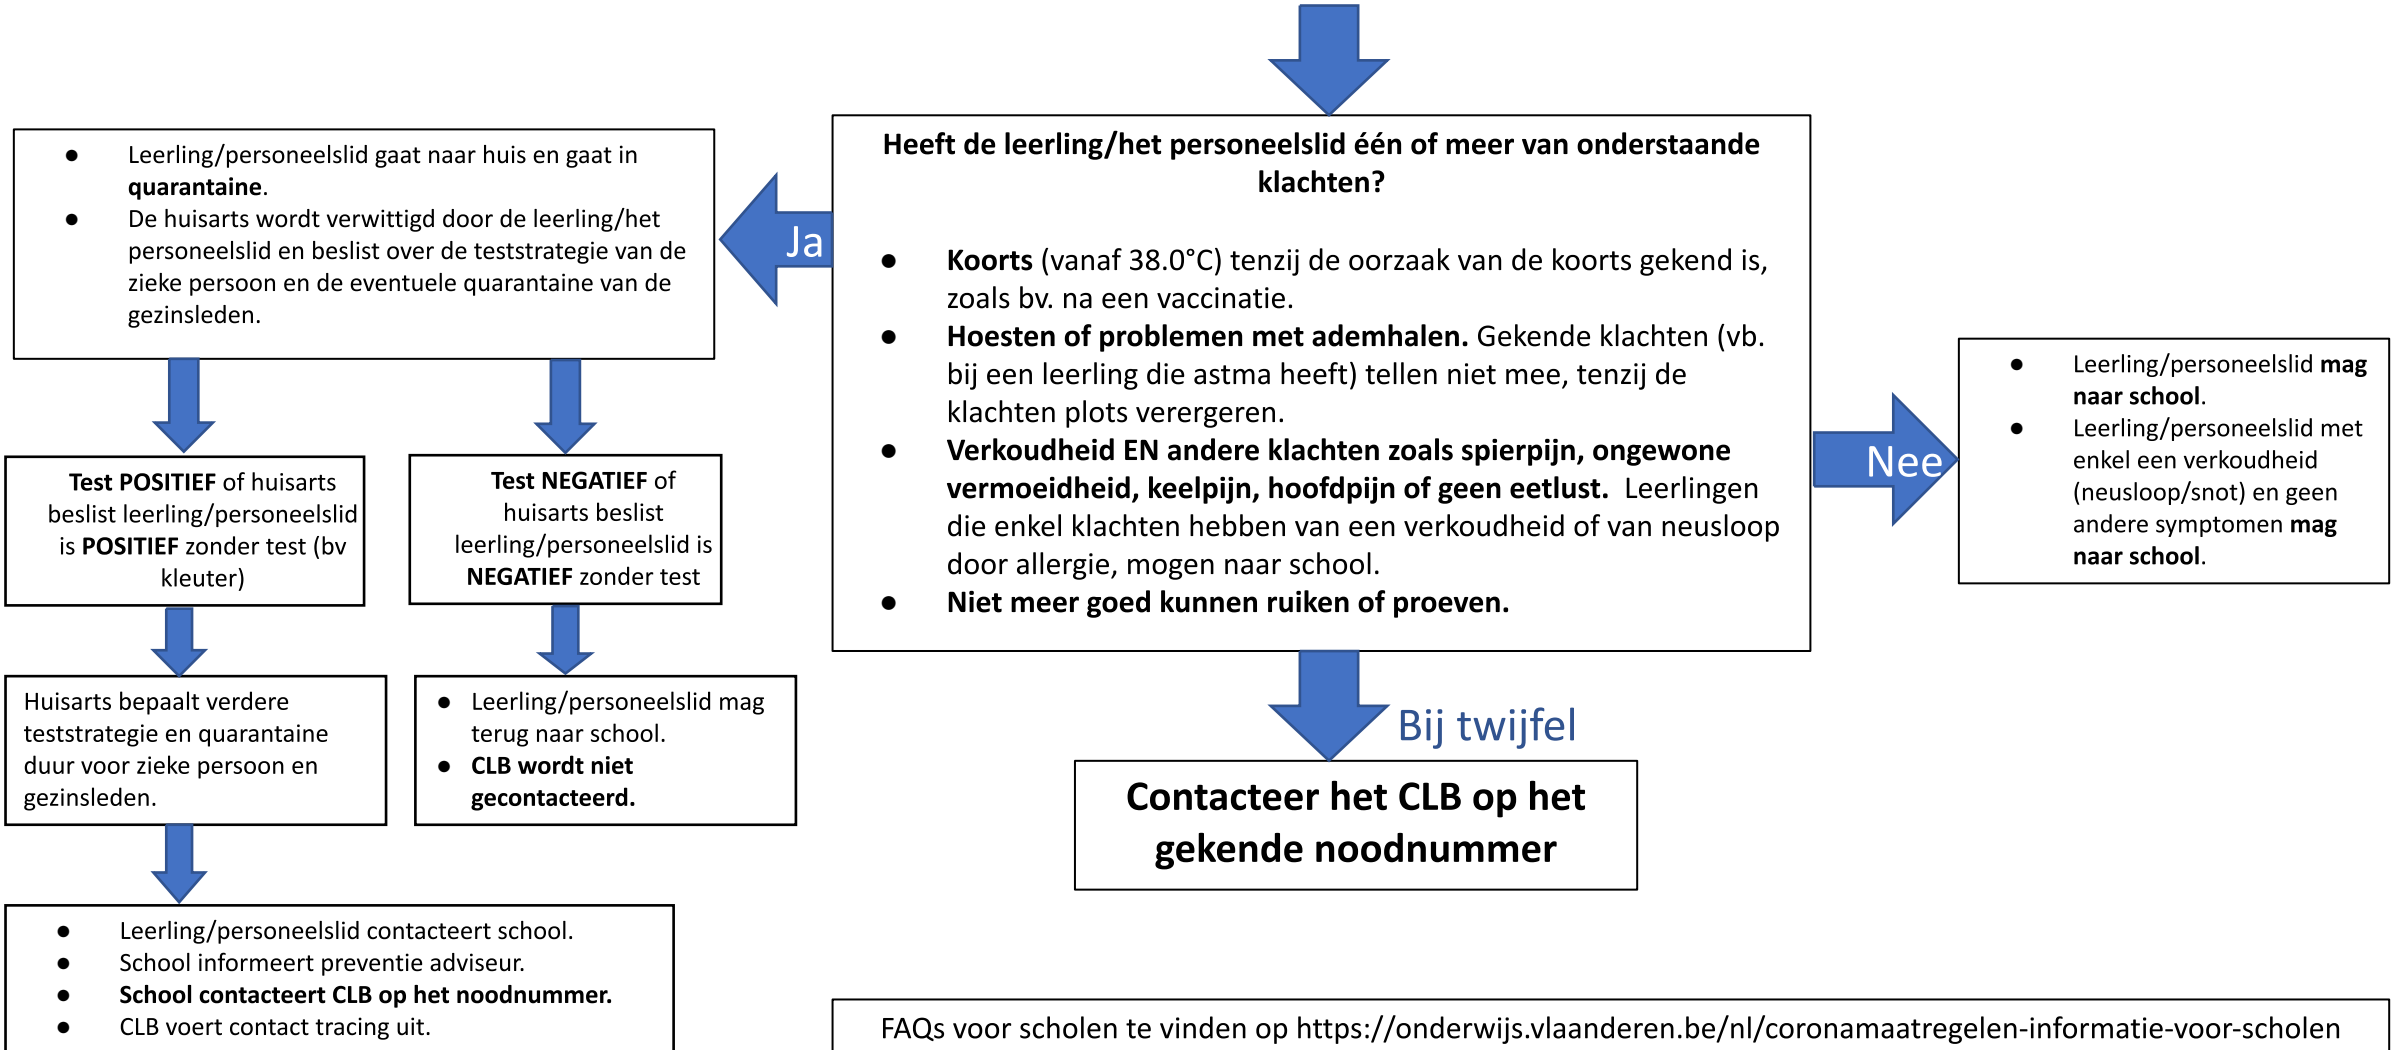 Heeft de leerling/het personeelslid één of meer van onderstaande
klachten?
● Koorts (vanaf 38.0°C) tenzij de oorzaak van de koorts gekend is,
zoals bv. na een vaccinatie.
● Hoesten of problemen met ademhalen. Gekende klachten (vb.
bij een leerling die astma heeft) tellen niet mee, tenzij de
klachten plots verergeren.
● Verkoudheid EN andere klachten zoals spierpijn, ongewone
vermoeidheid, keelpijn, hoofdpijn of geen eetlust. Leerlingen
die enkel klachten hebben van een verkoudheid of van neusloop
door allergie, mogen naar school.
● Niet meer goed kunnen ruiken of proeven.
Ja
● Leerling/personeelslid gaat naar huis en gaat in
quarantaine.
● De huisarts wordt verwittigd door de leerling/het
personeelslid en beslist over de teststrategie van de
zieke persoon en de eventuele quarantaine van de
gezinsleden.
Test POSITIEF of huisarts
beslist leerling/personeelslid
is POSITIEF zonder test (bv
kleuter)
Huisarts bepaalt verdere
teststrategie en quarantaine
duur voor zieke persoon en
gezinsleden.
● Leerling/personeelslid contacteert school.
● School informeert preventie adviseur.
● School contacteert CLB op het noodnummer.
● CLB voert contact tracing uit.
Test NEGATIEF of
huisarts beslist
leerling/personeelslid is
NEGATIEF zonder test
● Leerling/personeelslid mag
terug naar school.
● CLB wordt niet
gecontacteerd.
Nee
● Leerling/personeelslid mag
naar school.
● Leerling/personeelslid met
enkel een verkoudheid
(neusloop/snot) en geen
andere symptomen mag
naar school.
Bij twijfel
Contacteer het CLB op het
gekende noodnummer
FAQs voor scholen te vinden op https://onderwijs.vlaanderen.be/nl/coronamaatregelen-informatie-voor-scholen